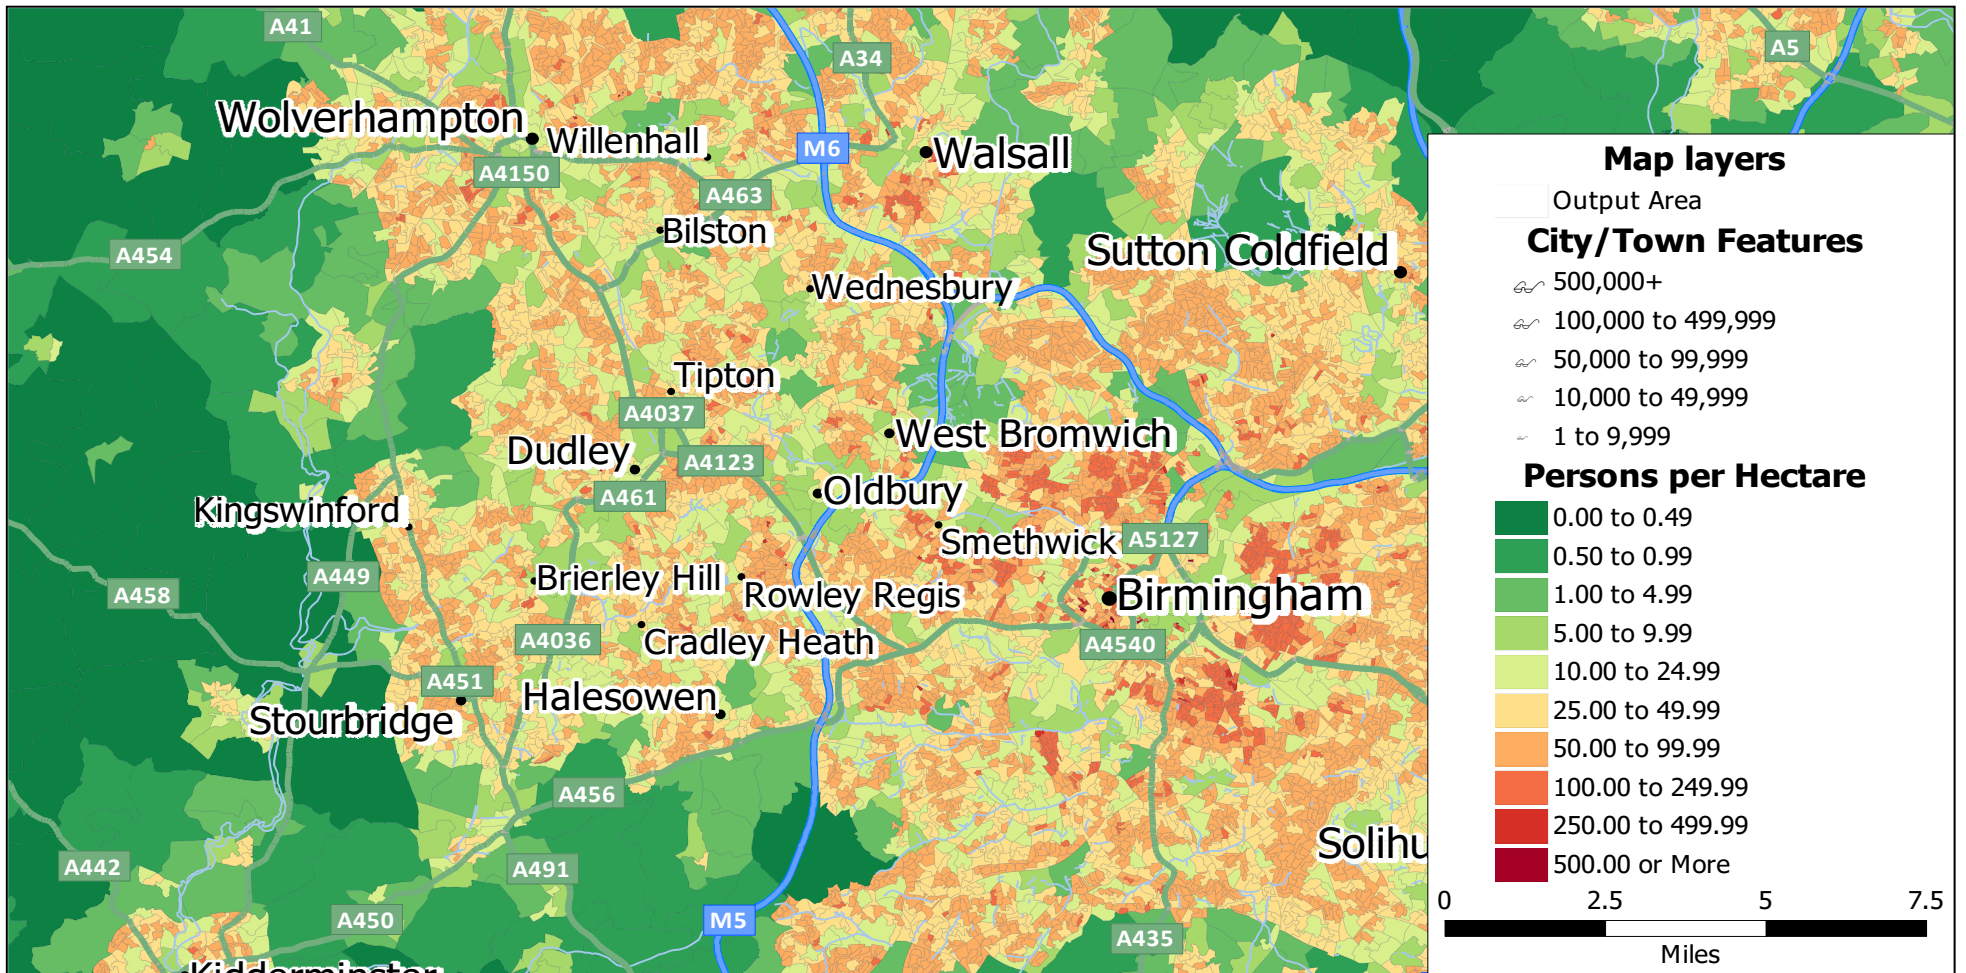 A41
A34
A5
Wolverhampton
Willenhall
M6
Walsall
A4150
A463
Bilston
A454
Sutton Coldfield
Wednesbury
Tipton
A4037
Dudley
A4123
West Bromwich
A461
Oldbury
Kingswinford
Smethwick
A5127
A449
Brierley Hill
Rowley Regis
Birmingham
A458
A4036
Cradley Heath
A4540
A451
Halesowen
Stourbridge
A456
Solihu
A442
A491
A450
M5
A435
Kidderminster
Map layers
Output Area
City/Town Features
500,000+
100,000 to 499,999
50,000 to 99,999
10,000 to 49,999
1 to 9,999
Persons per Hectare
0.00 to 0.49
0.50 to 0.99
1.00 to 4.99
5.00 to 9.99
10.00 to 24.99
25.00 to 49.99
50.00 to 99.99
100.00 to 249.99
250.00 to 499.99
500.00 or More
0 2.5 5 7.5
Miles